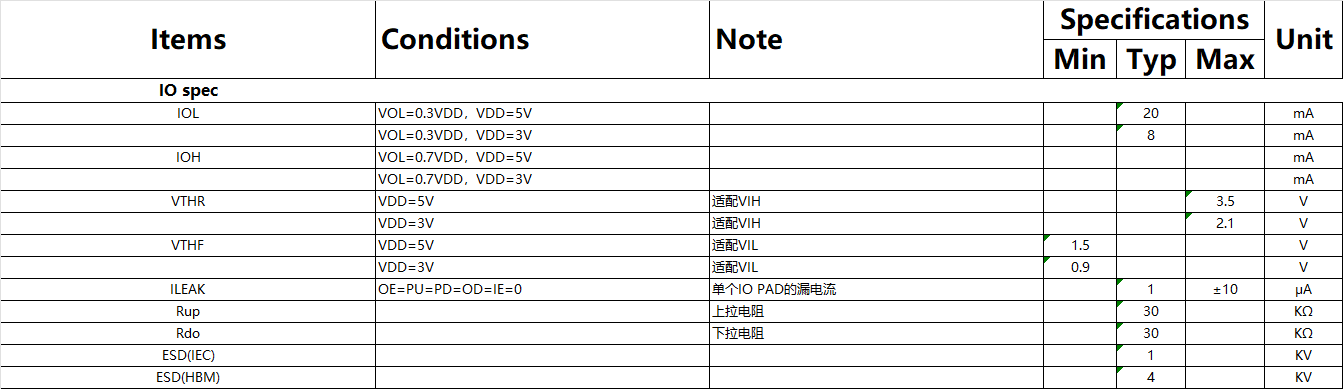 Items Conditions Note Specifications Unit
Min Typ Max
IO spec
IOL VOL=0.3VDD，VDD=5V 20 mA
VOL=0.3VDD，VDD=3V 8 mA
IOH VOL=0.7VDD，VDD=5V mA
VOL=0.7VDD，VDD=3V mA
VTHR VDD=5V 适配VIH 3.5 V
VDD=3V 适配VIH 2.1 V
VTHF VDD=5V 适配VIL 1.5 V
VDD=3V 适配VIL 0.9 V
ILEAK OE=PU=PD=OD=IE=0 单个IO PAD的漏电流 1 ±10 μA
Rup 上拉电阻 30 KΩ
Rdo 下拉电阻 30 KΩ
ESD(IEC) 1 KV
ESD(HBM) 4 KV